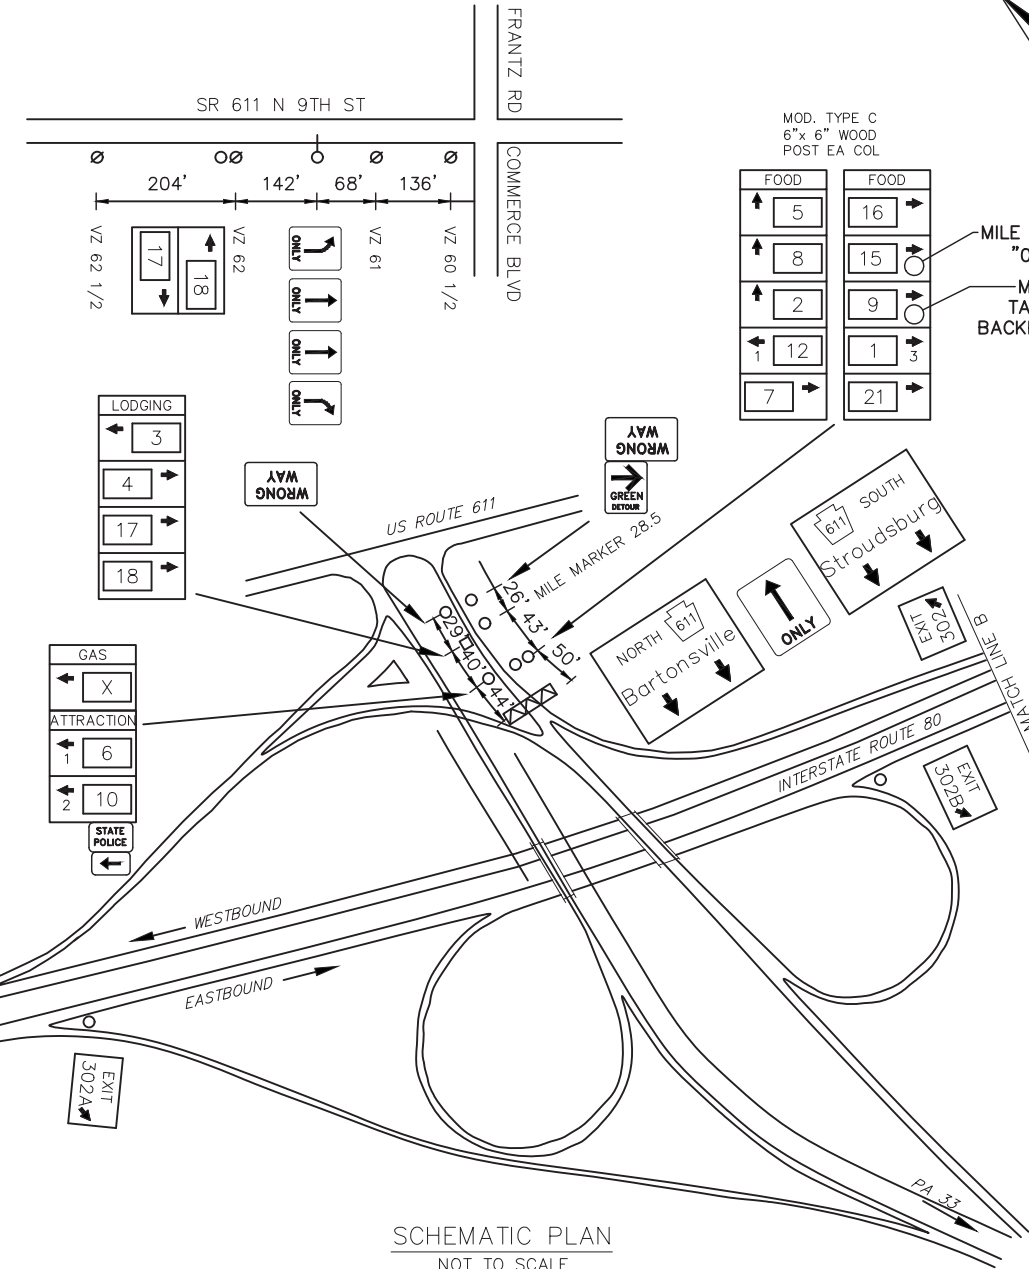 FRANTZ RD
SR 611 N 9TH ST
COMMERCE BLVD
204'
142'
68'
136'
VZ 62 1/2
VZ 62
VZ 61
VZ 60 1/2
17
18
ONLY
ONLY
ONLY
ONLY
MOD. TYPE C
6"x 6" WOOD
POST EA COL
FOOD
5
8
2
1 12
7
FOOD
16
15
9
1 3
21
MILE
"0
M
TA
BACK
LODGING
3
4
17
18
WRONG
WAY
WRONG
WAY
GREEN
DETOUR
US ROUTE 611
MILE MARKER 28.5
26'
43'
50'
29'
40'
44'
NORTH 611
Bartonsville
ONLY
611 SOUTH
Stroudsburg
EXIT
302
MATCH LINE B
GAS
X
ATTRACTION
1 6
2 10
STATE
POLICE
INTERSTATE ROUTE 80
EXIT
302B
WESTBOUND
EASTBOUND
EXIT
302A
PA 33
SCHEMATIC PLAN
NOT TO SCALE